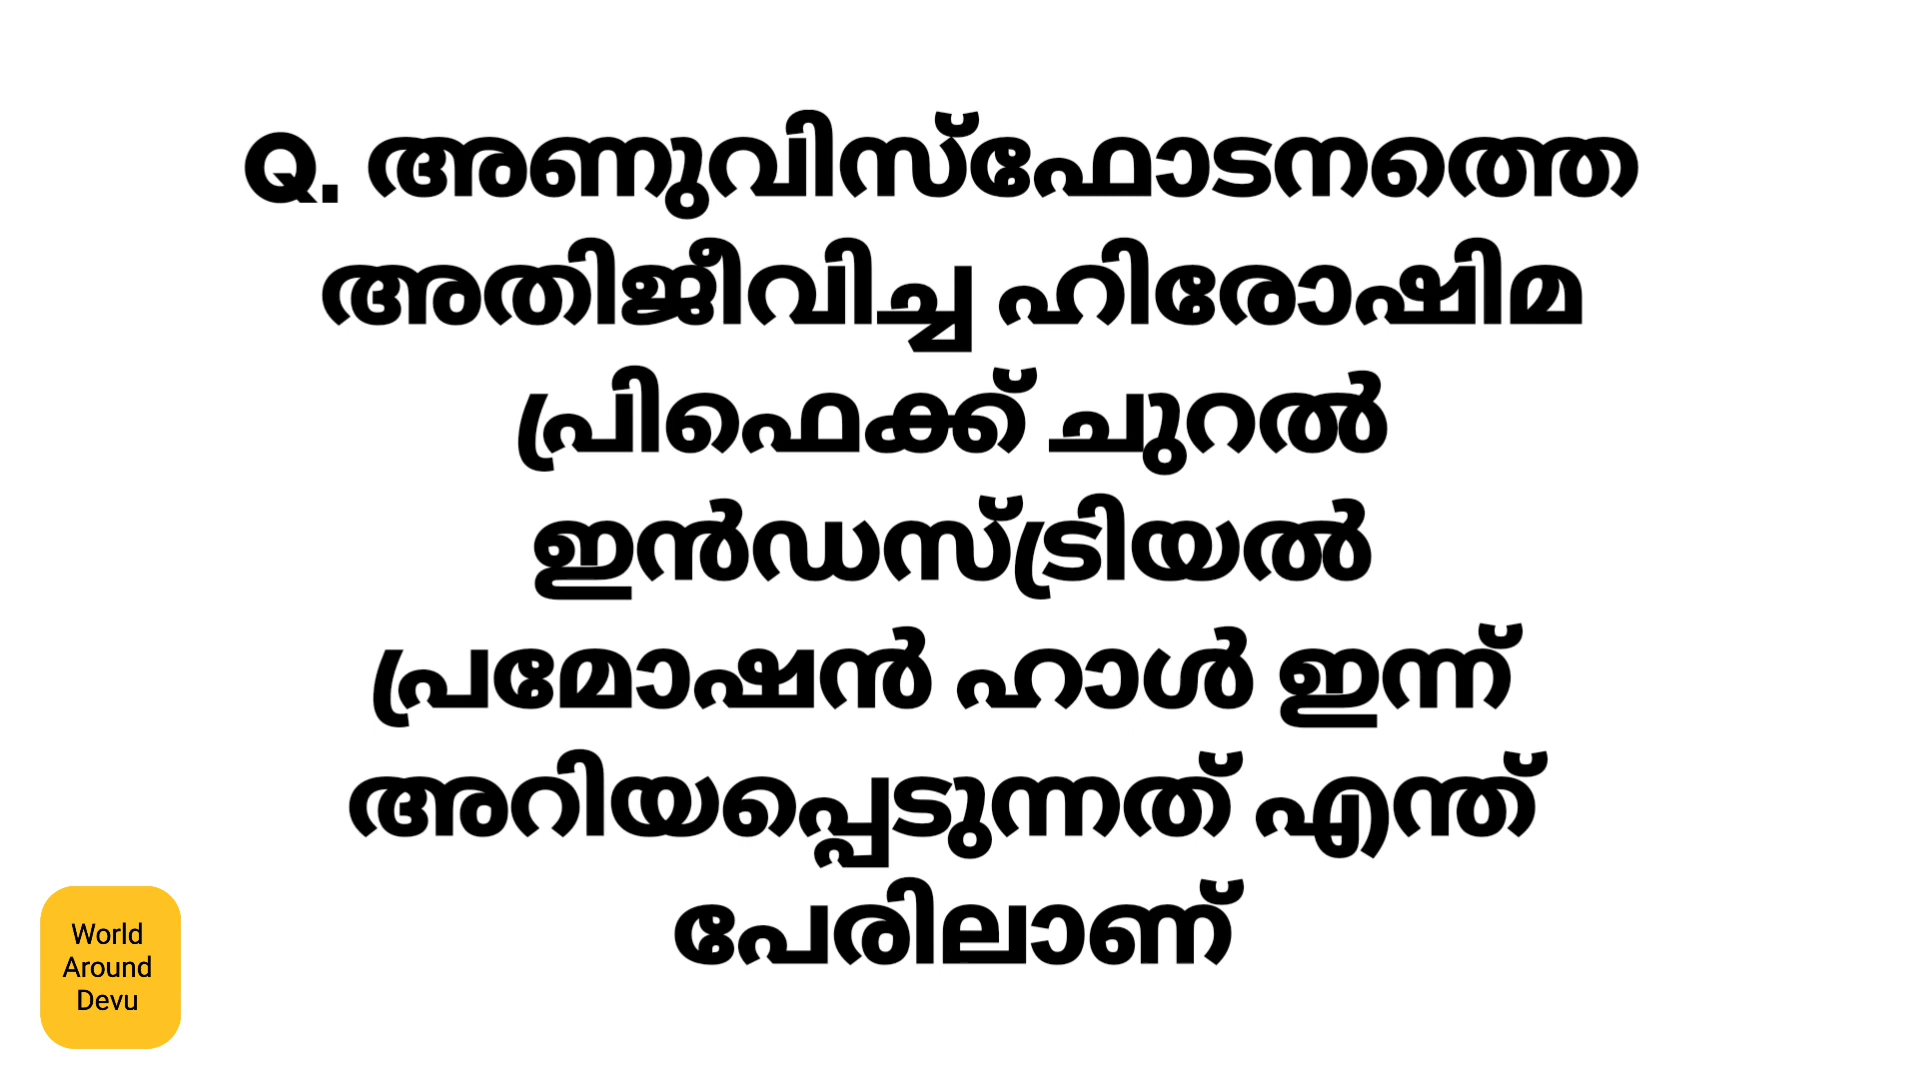 Q. അണുവിസ്ഫോടനത്തെ
അതിജീവിച്ച ഹിരോഷിമ
പ്രിഫെക്ക് ചുറൽ
ഇൻഡസ്ട്രിയൽ
പ്രമോഷൻ ഹാൾ ഇന്ന്
അറിയപ്പെടുന്നത് എന്ത്
പേരിലാണ്
World
Around
Devu